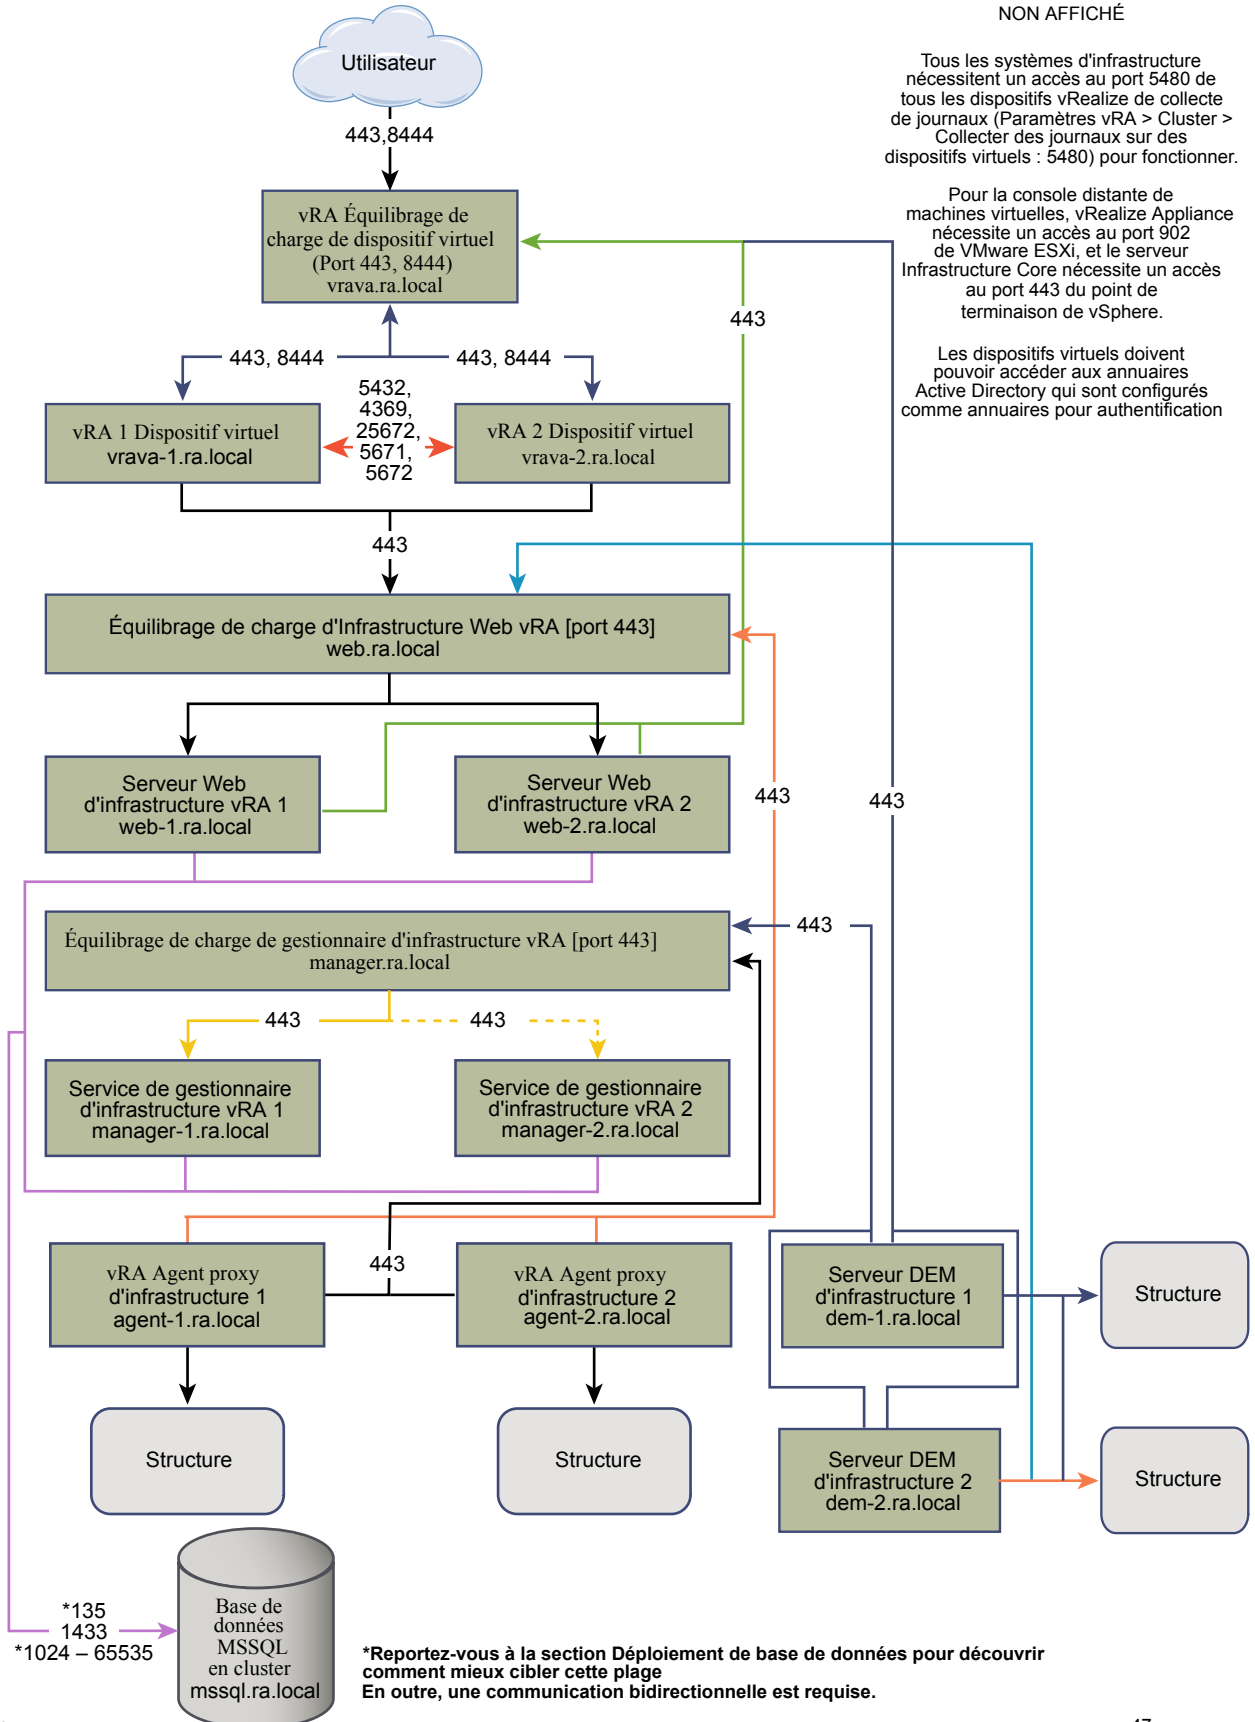 NON AFFICHÉ
Tous les systèmes d'infrastructure
nécessitent un accès au port 5480 de
tous les dispositifs vRealize de collecte
de journaux (Paramètres vRA > Cluster >
Collecter des journaux sur des
dispositifs virtuels : 5480) pour fonctionner.
Pour la console distante de
machines virtuelles, vRealize Appliance
nécessite un accès au port 902
de VMware ESXi, et le serveur
Infrastructure Core nécessite un accès
au port 443 du point de
terminaison de vSphere.
Les dispositifs virtuels doivent
pouvoir accéder aux annuaires
Active Directory qui sont configurés
comme annuaires pour authentification
Utilisateur
443,8444
vRA Équilibrage de
charge de dispositif virtuel
(Port 443, 8444)
vrava.ra.local
443
443, 8444
443, 8444
5432,
4369,
25672,
5671,
5672
vRA 1 Dispositif virtuel
vrava-1.ra.local
vRA 2 Dispositif virtuel
vrava-2.ra.local
443
Équilibrage de charge d'Infrastructure Web vRA [port 443]
web.ra.local
Serveur Web
d'infrastructure vRA 1
web-1.ra.local
Serveur Web
d'infrastructure vRA 2
web-2.ra.local
443
443
Équilibrage de charge de gestionnaire d'infrastructure vRA [port 443]
manager.ra.local
443
443
443
Service de gestionnaire
d'infrastructure vRA 1
manager-1.ra.local
Service de gestionnaire
d'infrastructure vRA 2
manager-2.ra.local
vRA Agent proxy
d'infrastructure 1
agent-1.ra.local
443
vRA Agent proxy
d'infrastructure 2
agent-2.ra.local
Serveur DEM
d'infrastructure 1
dem-1.ra.local
Structure
Structure
Structure
Serveur DEM
d'infrastructure 2
dem-2.ra.local
Structure
*135
1433
*1024 – 65535
Base de
données
MSSQL
en cluster
mssql.ra.local
*Reportez-vous à la section Déploiement de base de données pour découvrir
comment mieux cibler cette plage
En outre, une communication bidirectionnelle est requise.